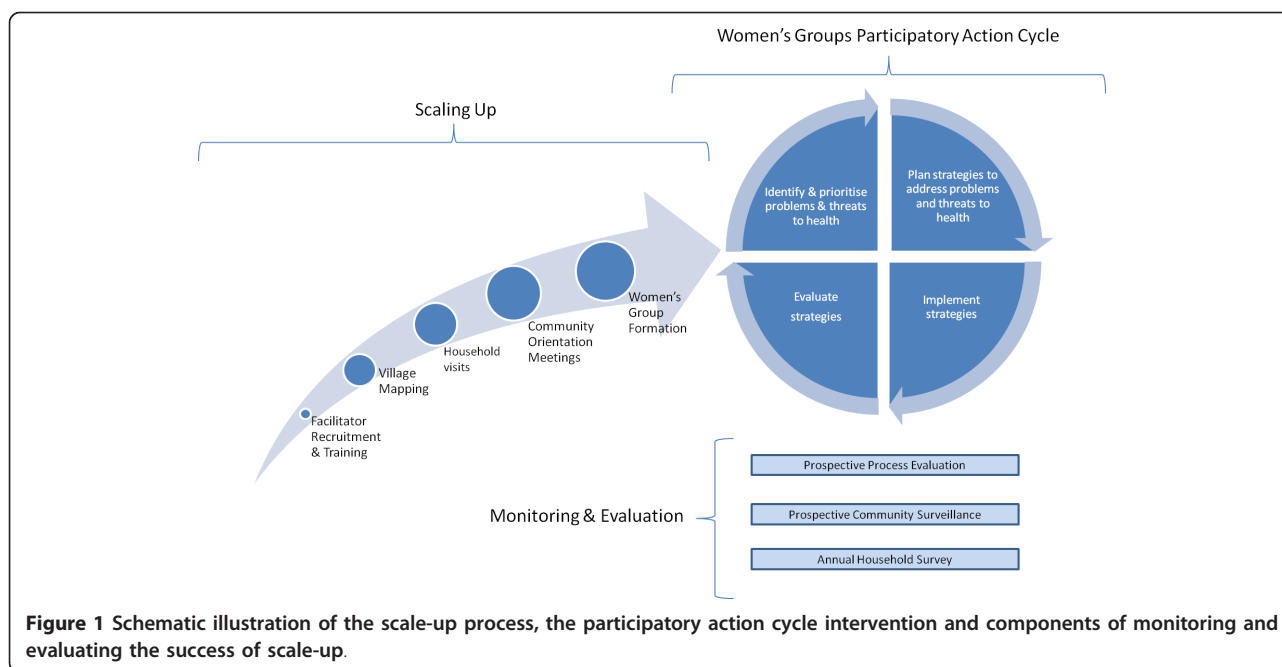 Women's Groups Participatory Action Cycle
Scaling Up
Identify & prioritise
problems & threats
to health
Plan strategies to
address problems
and threats to
health
Evaluate
strategies
Implement
strategies
Women's
Group
Formation
Community
Orientation
Meetings
Household
visits
Village
Mapping
Facilitator
Recruitment
& Training
Monitoring & Evaluation
Prospective Process Evaluation
Prospective Community Surveillance
Annual Household Survey
Figure 1 Schematic illustration of the scale-up process, the participatory action cycle intervention and components of monitoring and
evaluating the success of scale-up.